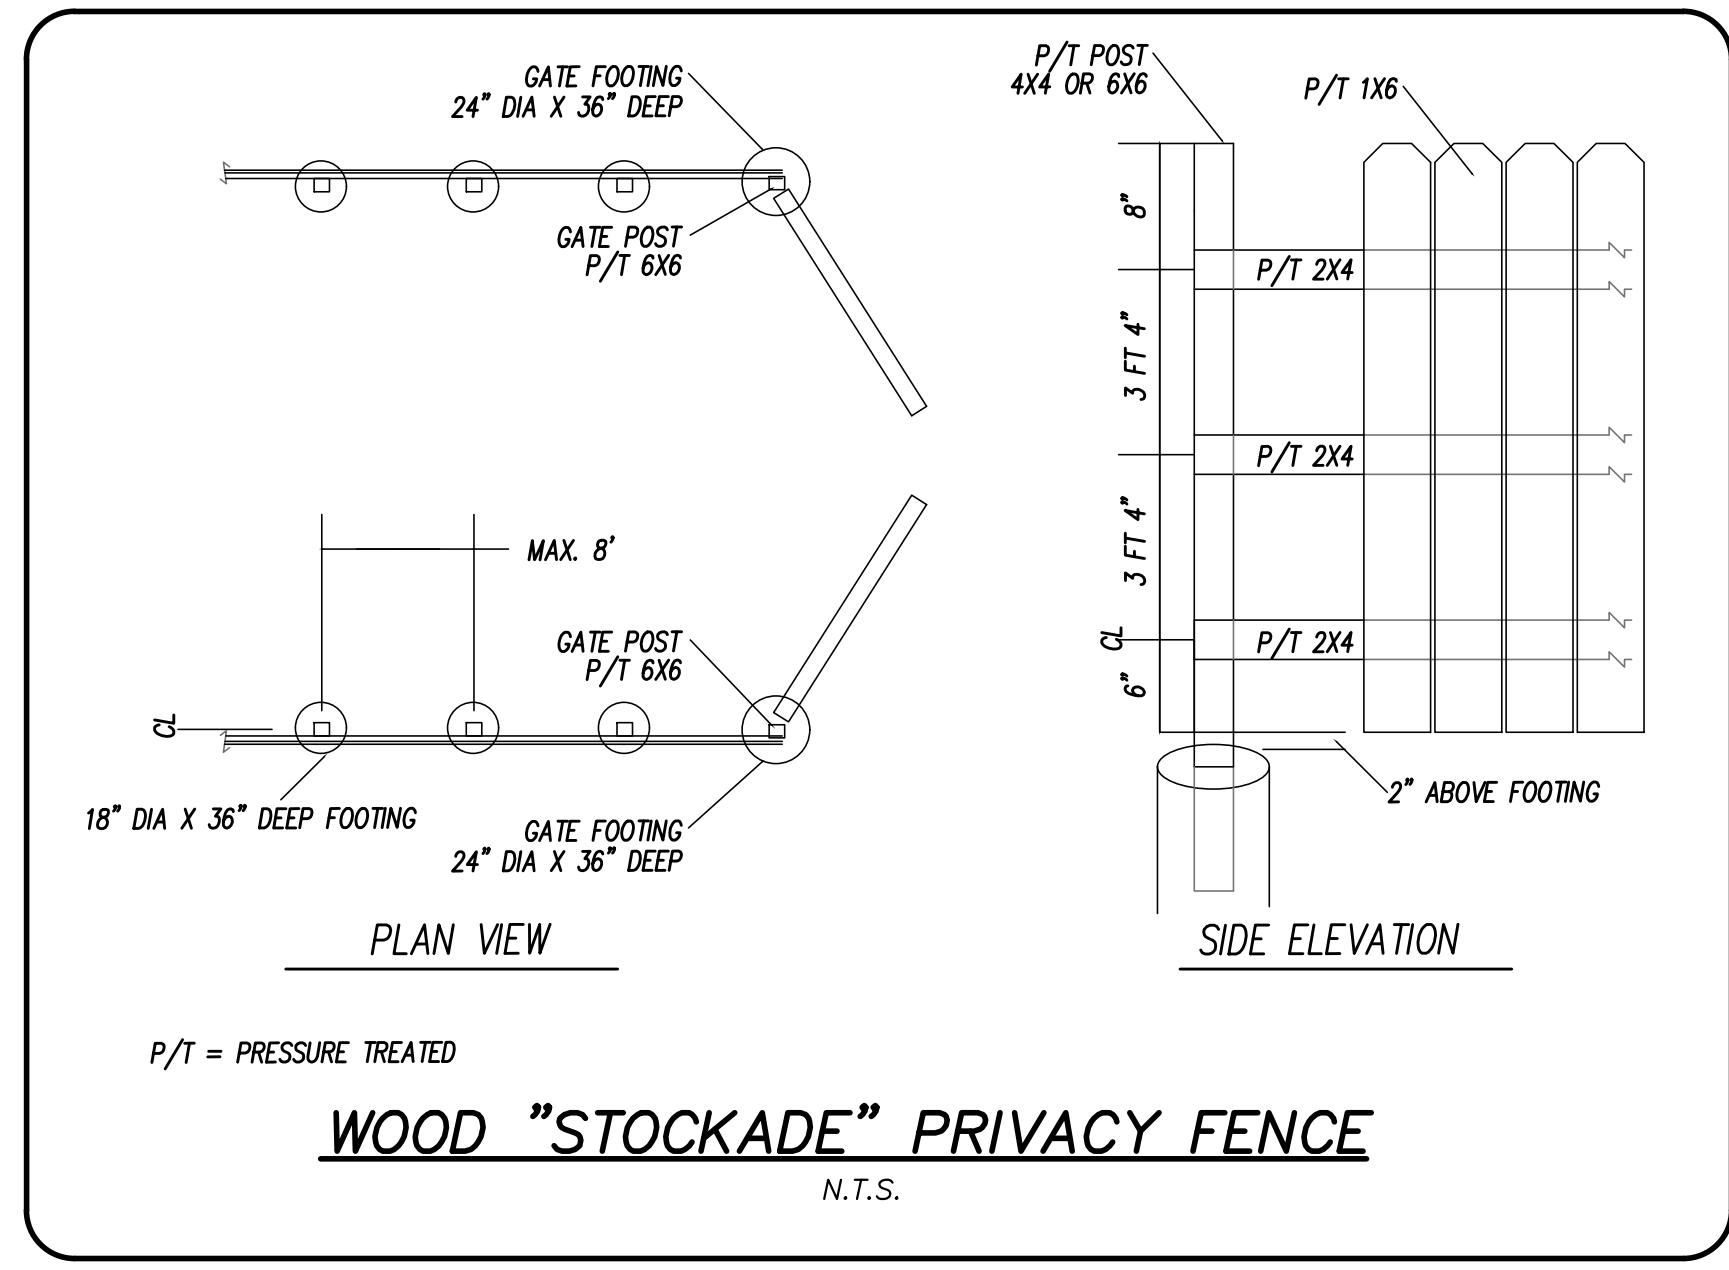 GATE FOOTING
24" DIA X 36" DEEP
GATE POST
P/T 6X6
MAX. 8'
GATE POST
P/T 6X6
CL
18" DIA X 36" DEEP FOOTING
GATE FOOTING
24" DIA X 36" DEEP
PLAN VIEW
P/T POST
4X4 OR 6X6
P/T 1X6
8"
P/T 2X4
3 FT 4"
P/T 2X4
3 FT 4"
CL
P/T 2X4
6"
2" ABOVE FOOTING
SIDE ELEVATION
P/T = PRESSURE TREATED
WOOD "STOCKADE" PRIVACY FENCE
N.T.S.